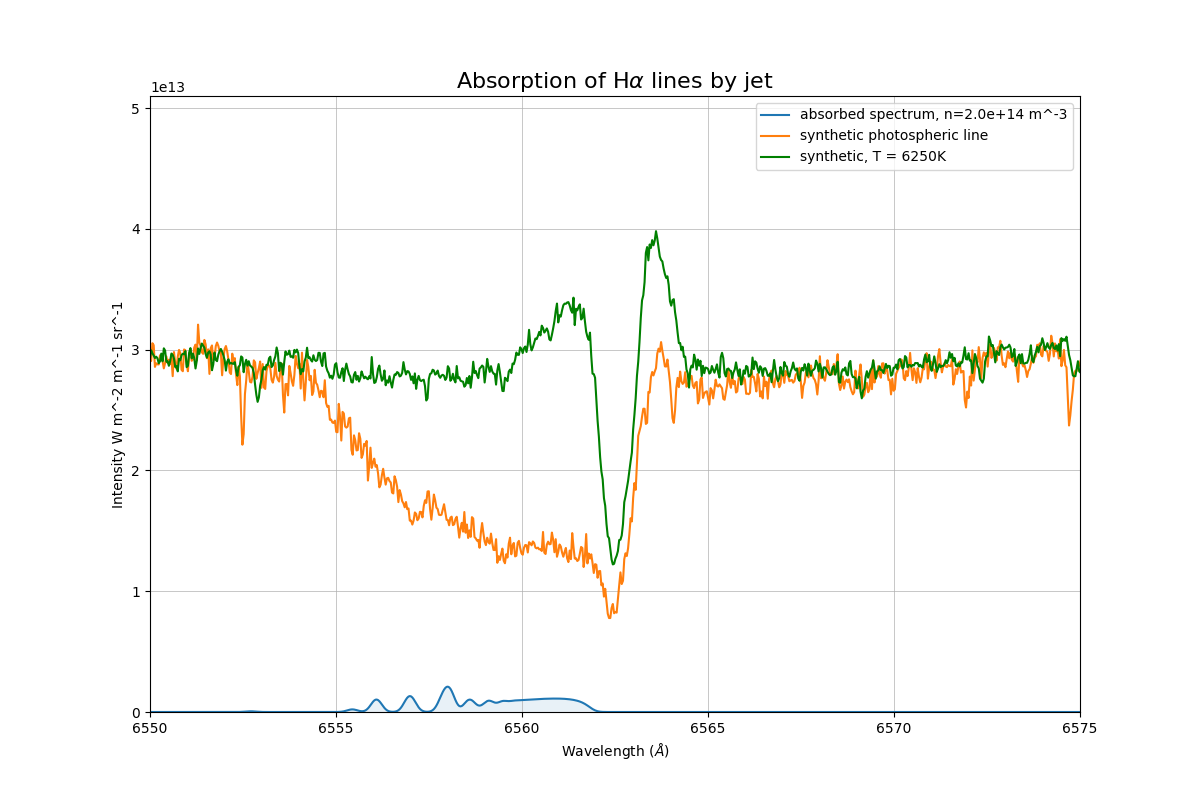 Absorption of Hα lines by jet
1e13
absorbed spectrum, n=2.0e+14 m^-3
synthetic photospheric line
synthetic, T = 6250K
5
4
3
2
1
0
Intensity W m^-2 m^-1 sr^-1
6550
6555
6560
6565
6570
6575
Wavelength (Å)